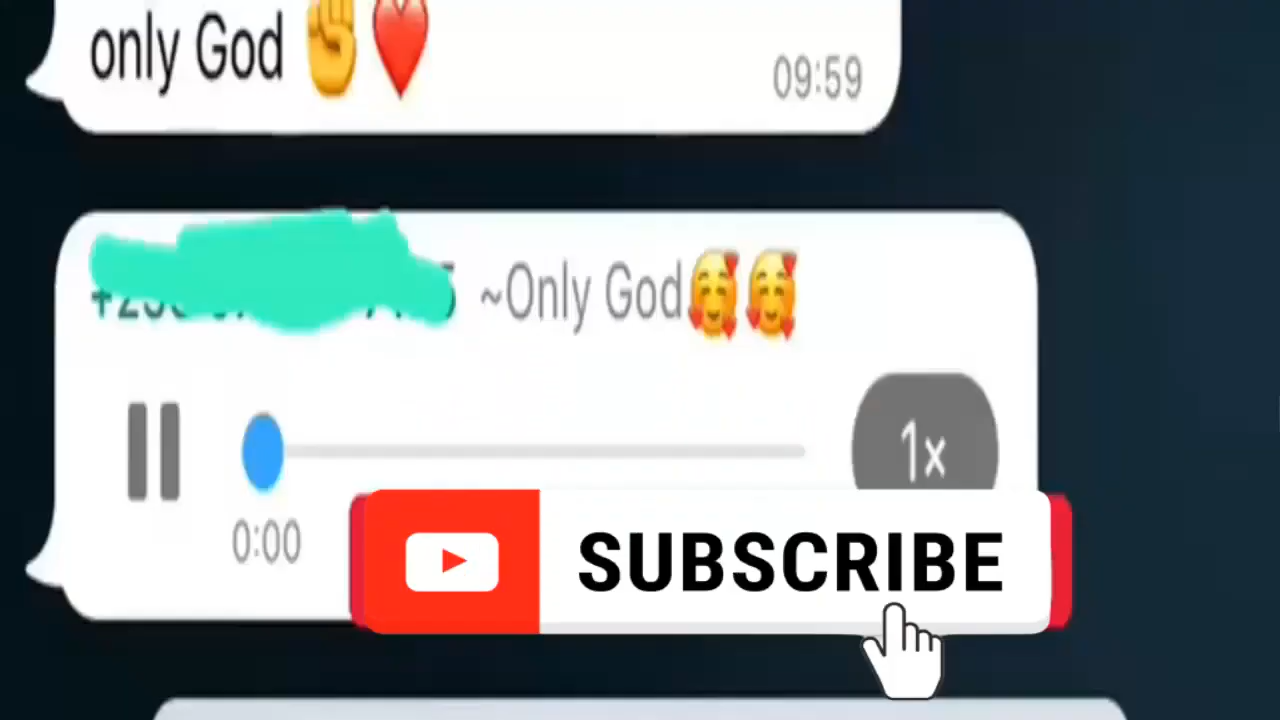 only God ✊❤️
09:59
~Only God🥰🥰
1x
0:00
SUBSCRIBE